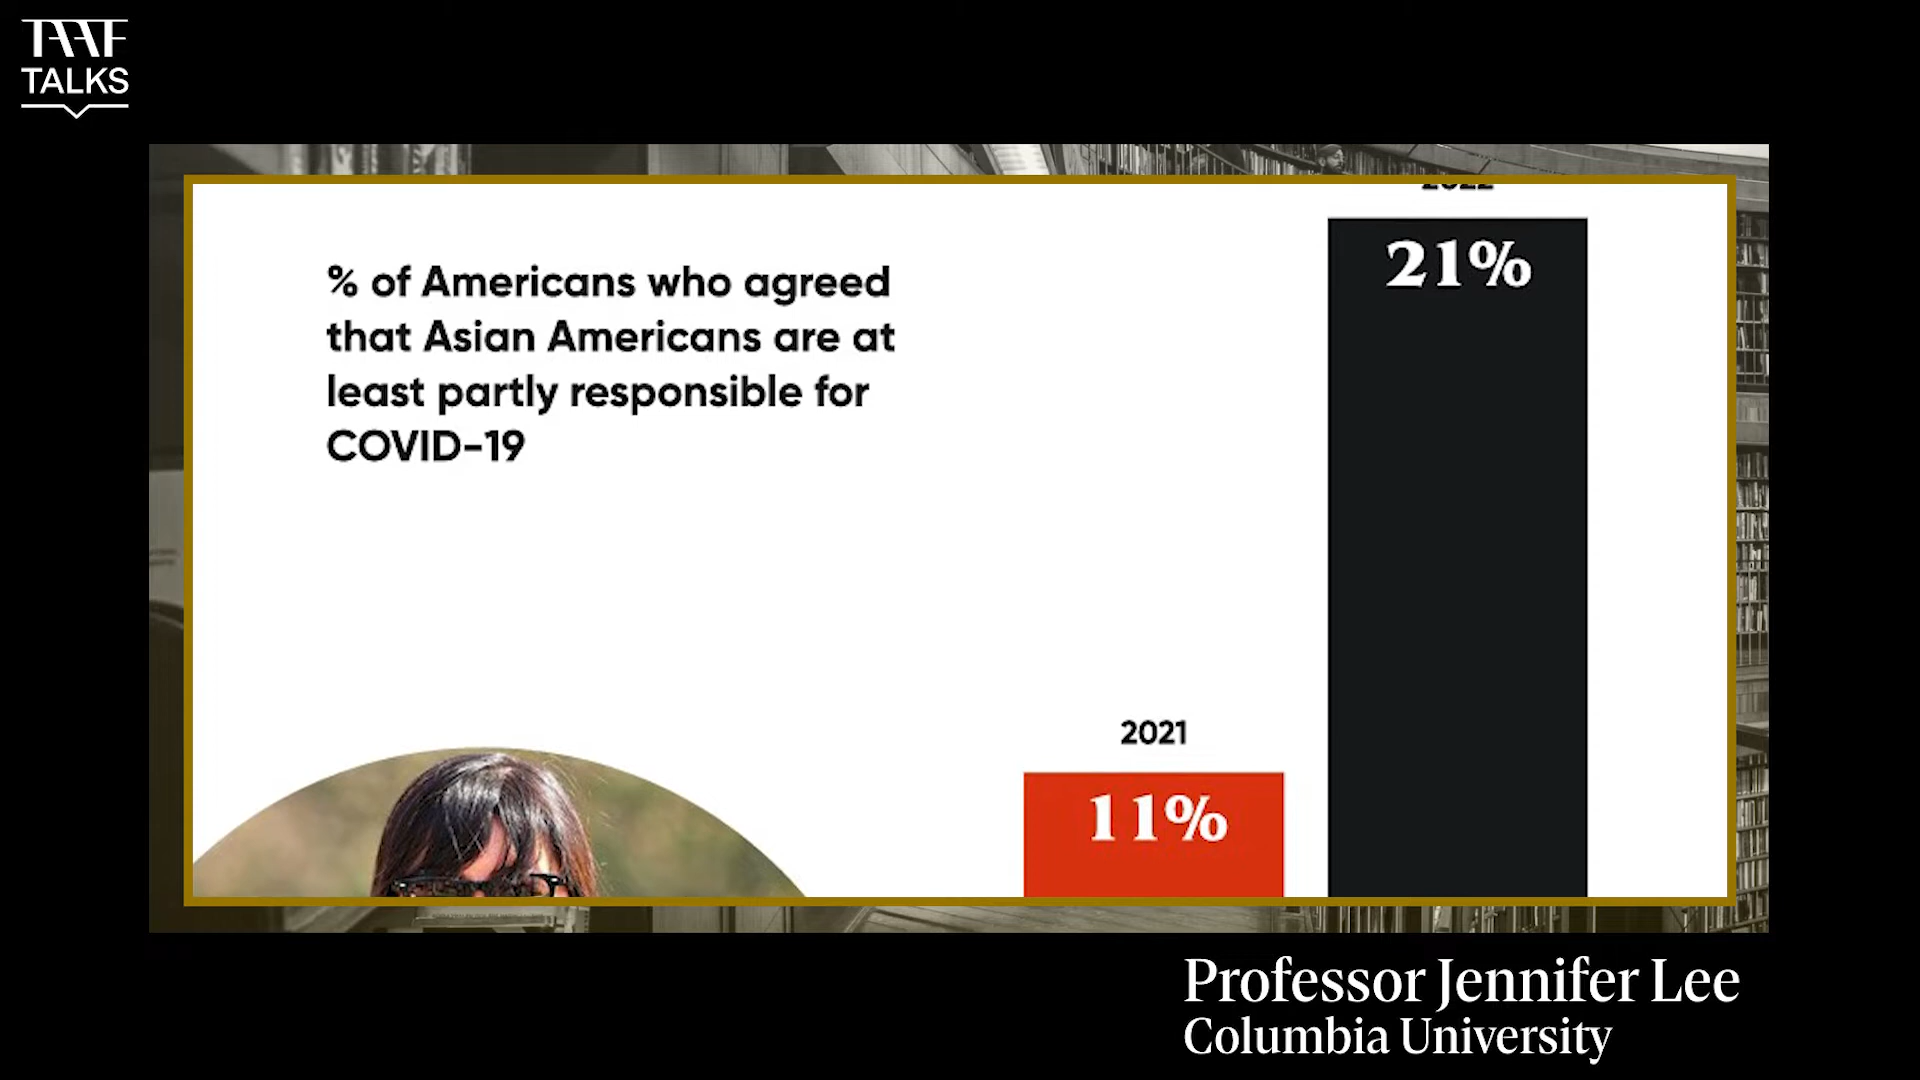 TAAF
TALKS
2022
% of Americans who agreed
that Asian Americans are at
least partly responsible for
COVID-19
21%
2021
11%
Professor Jennifer Lee
Columbia University